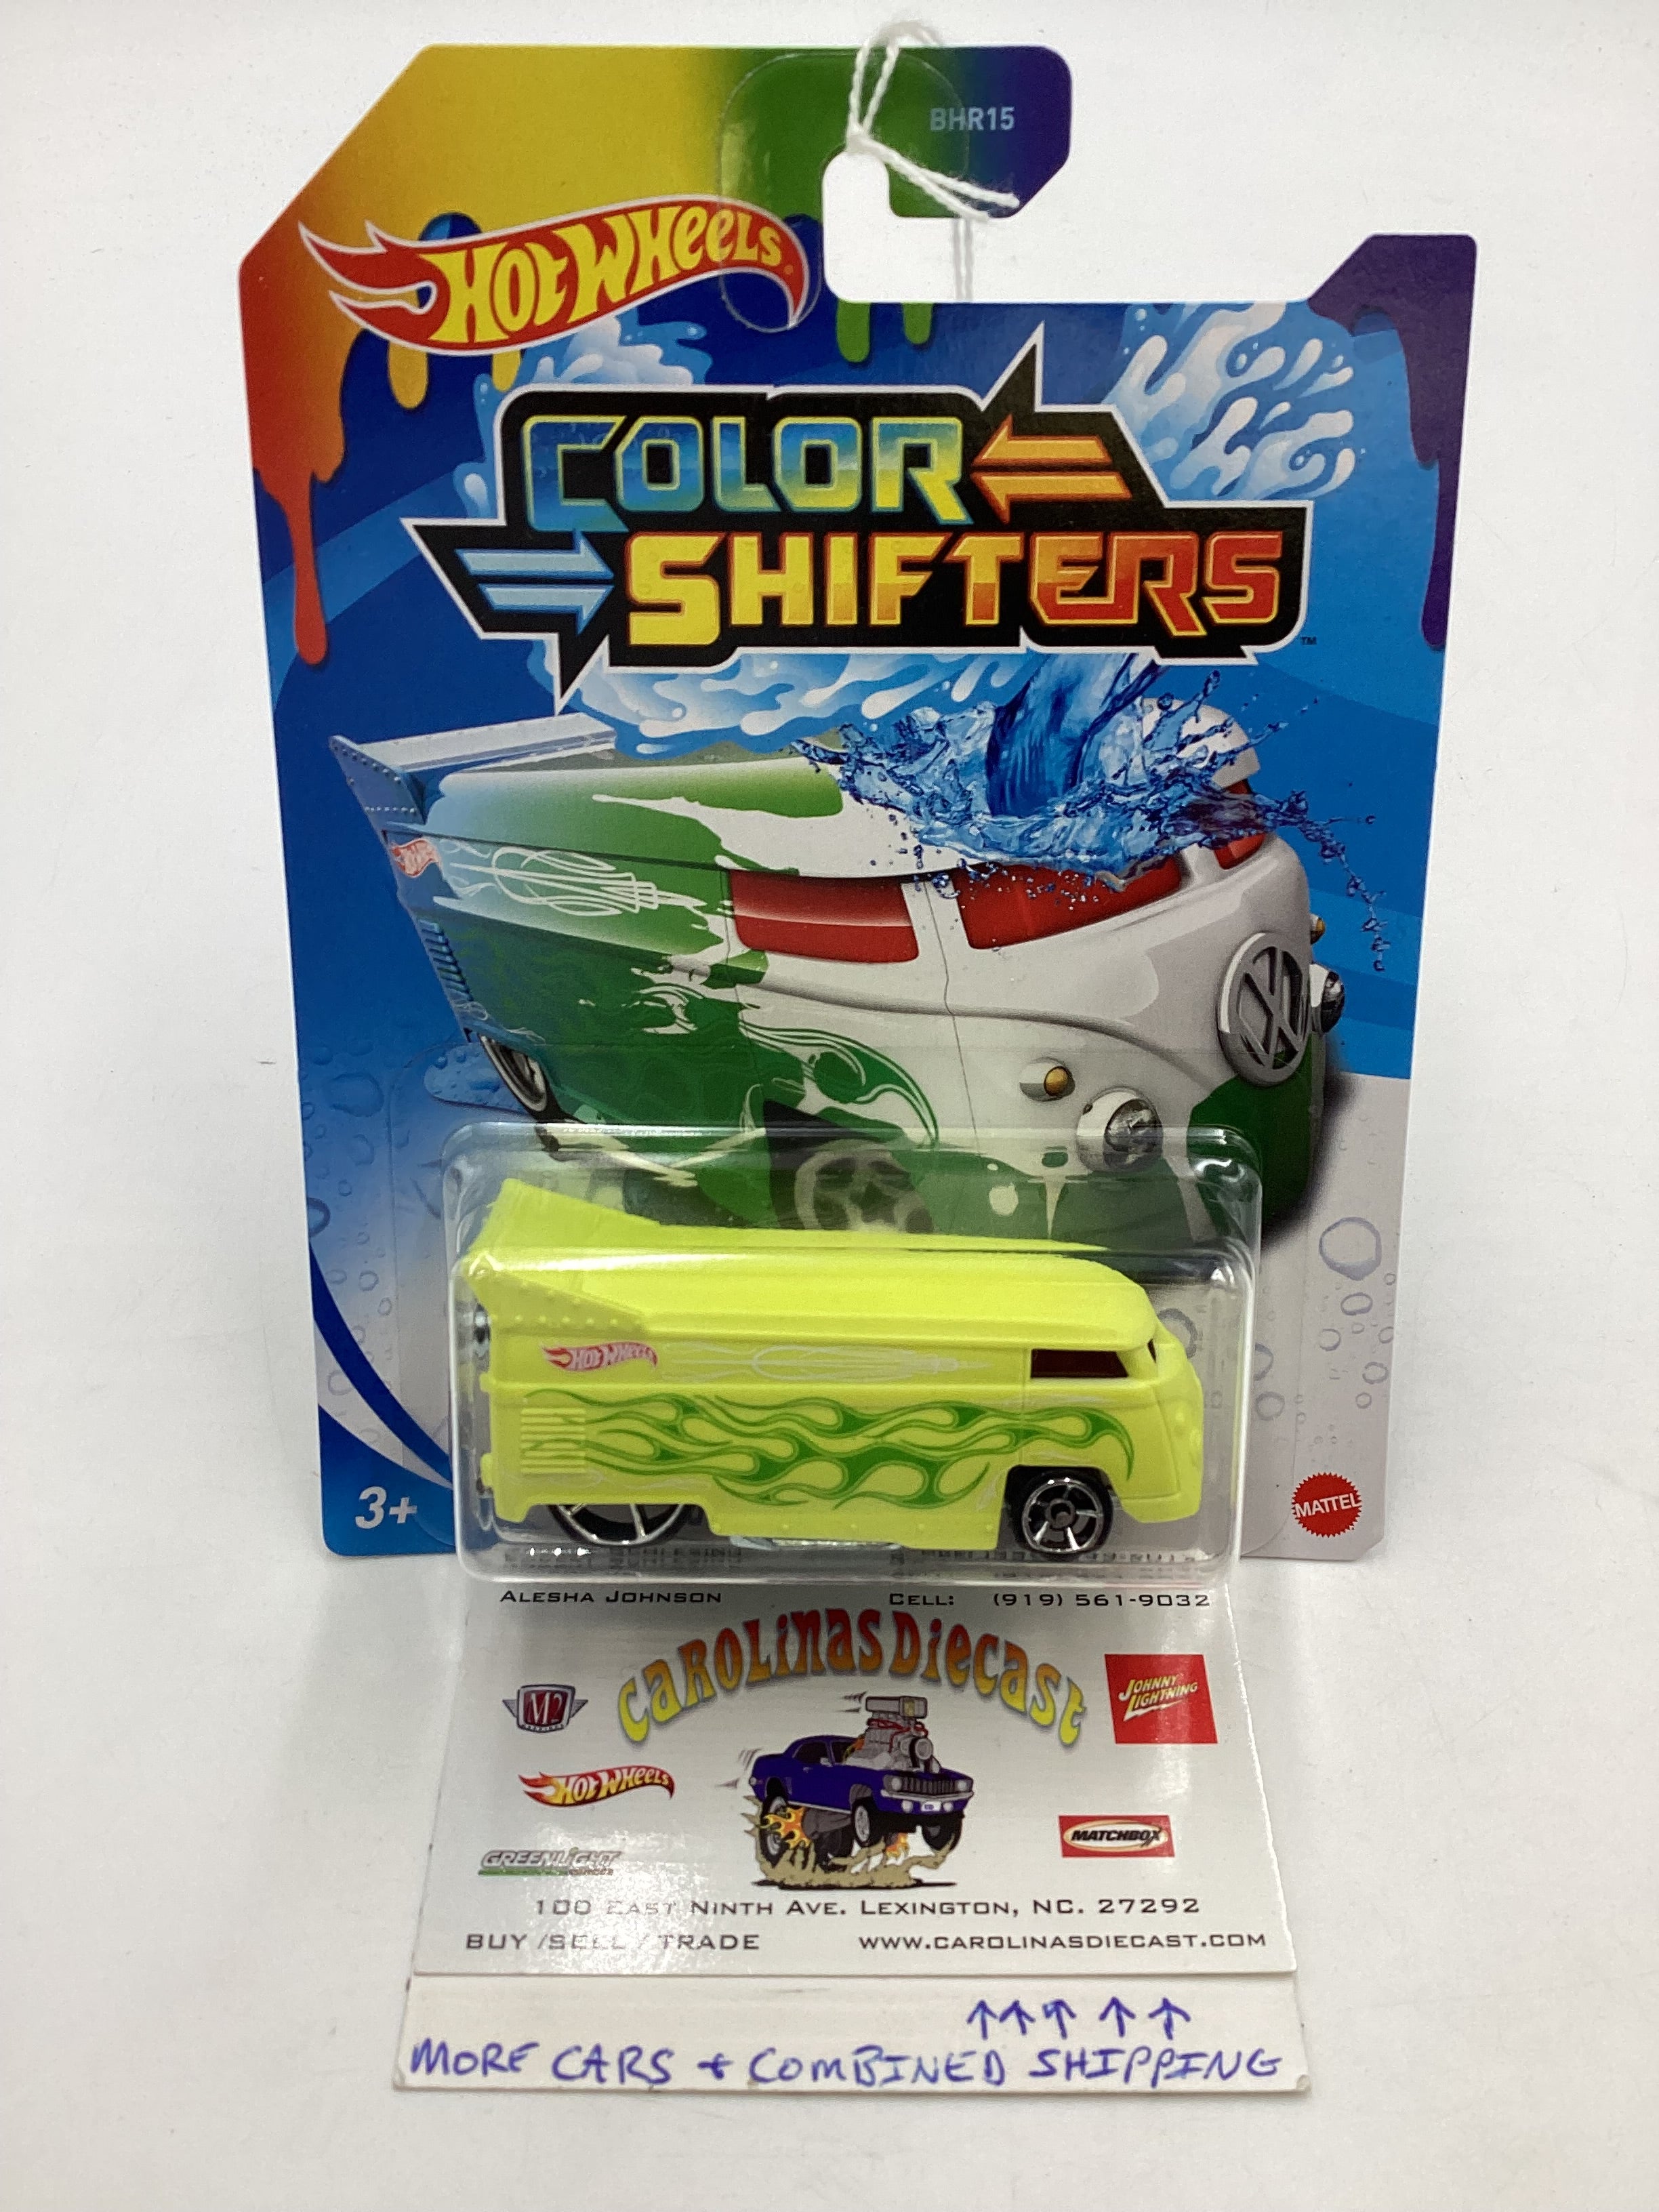 BHR15
HOT WHEELS
COLOR
SHIFTERS™
HOT WHEELS
3+
MATTEL
ALESHA JOHNSON CELL: (919) 561-9032
CAROLINAS DIECAST
M2
JOHNNY LIGHTNING
HOT WHEELS
MATCHBOX
GREENLIGHT
100 EAST NINTH AVE. LEXINGTON, NC. 27292
BUY / SELL / TRADE WWW.CAROLINASDIECAST.COM
↑↑↑↑↑
MORE CARS + COMBINED SHIPPING